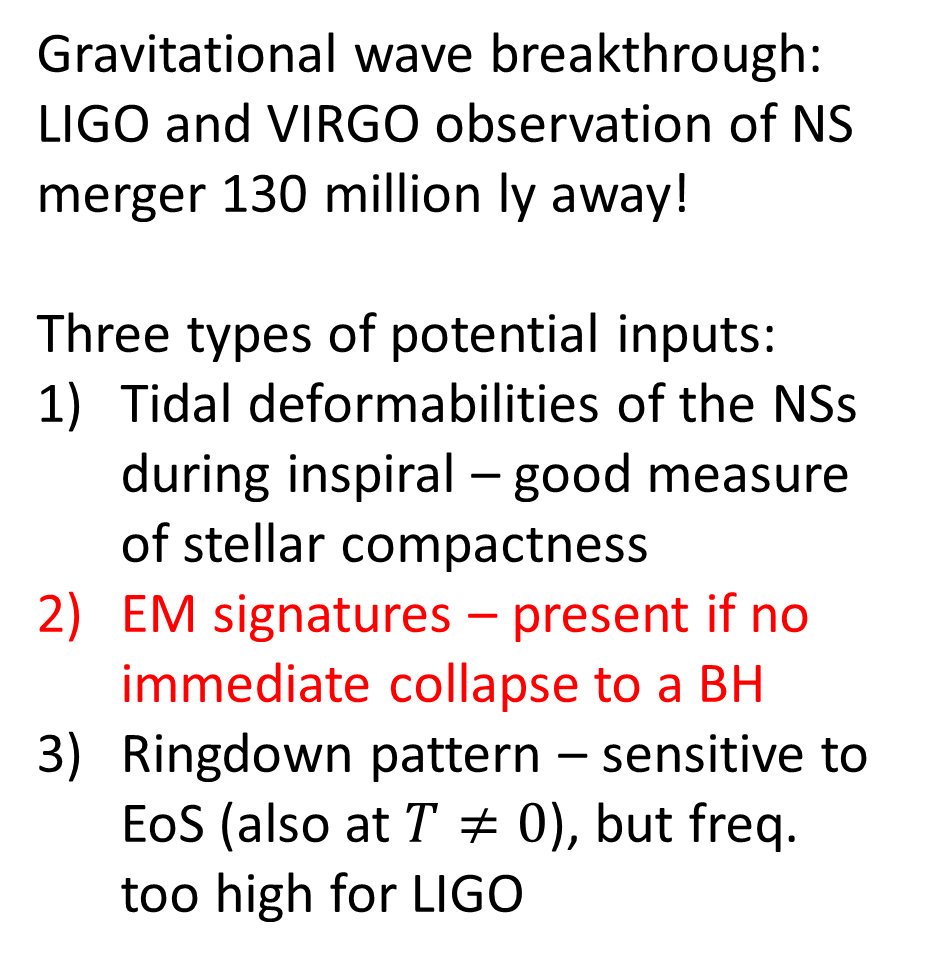 Gravitational wave breakthrough:
LIGO and VIRGO observation of NS
merger 130 million ly away!
Three types of potential inputs:
1) Tidal deformabilities of the NSs
during inspiral – good measure
of stellar compactness
2) EM signatures – present if no
immediate collapse to a BH
3) Ringdown pattern – sensitive to
EoS (also at 𝑇 ≠ 0), but freq.
too high for LIGO